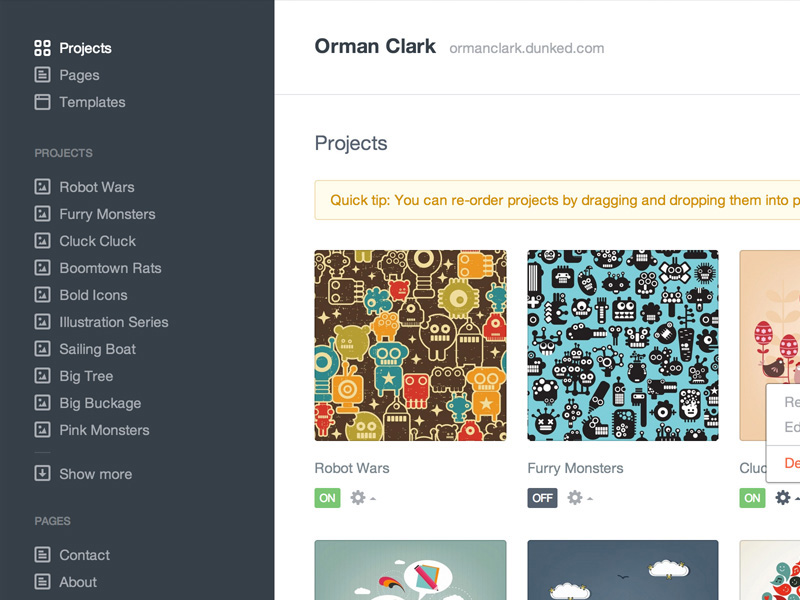 Projects
Pages
Templates
PROJECTS
Robot Wars
Furry Monsters
Cluck Cluck
Boomtown Rats
Bold Icons
Illustration Series
Sailing Boat
Big Tree
Big Buckage
Pink Monsters
Show more
PAGES
Contact
About
Orman Clark ormanclark.dunked.com
Projects
Quick tip: You can re-order projects by dragging and dropping them into p
Robot Wars
Furry Monsters
Cluc
ON
OFF
ON
Re
Ed
De